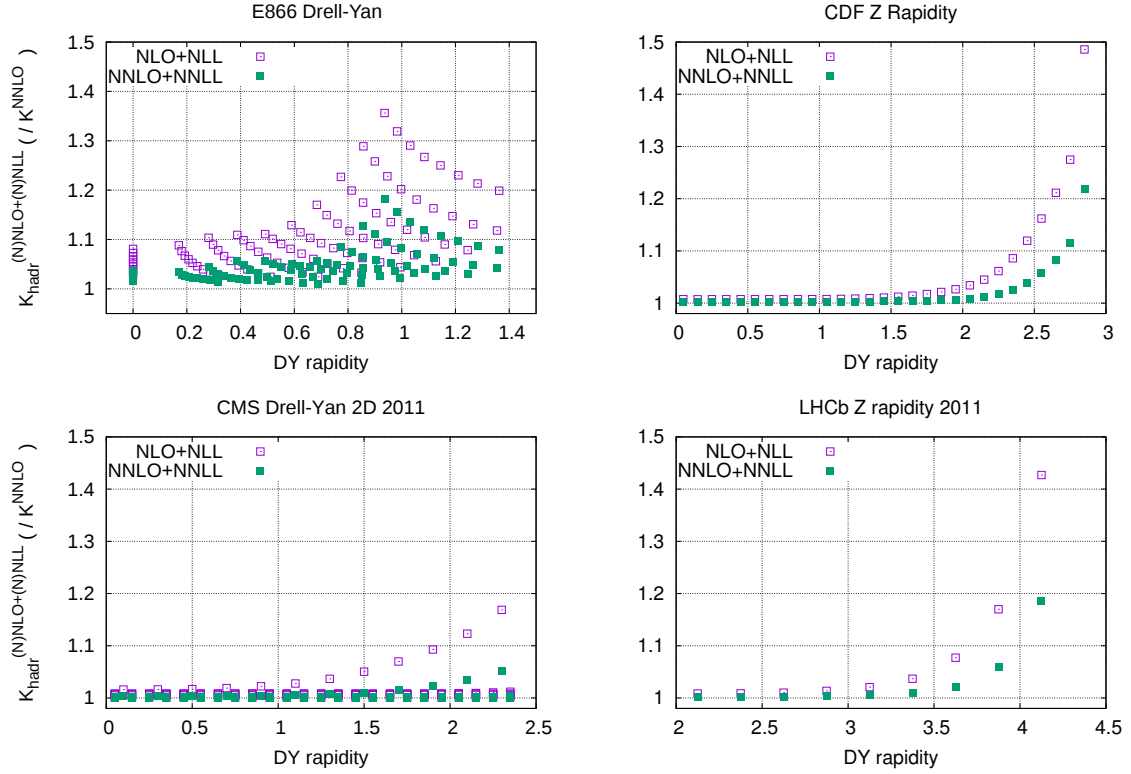 E866 Drell-Yan
K_hadr^(N)NLO+(N)NLL ( / K^NNLO )
1.5
1.4
1.3
1.2
1.1
1
NLO+NLL
NNLO+NNLL
0 0.2 0.4 0.6 0.8 1 1.2 1.4
DY rapidity
CDF Z Rapidity
1.5
1.4
1.3
1.2
1.1
1
NLO+NLL
NNLO+NNLL
0 0.5 1 1.5 2 2.5 3
DY rapidity
CMS Drell-Yan 2D 2011
K_hadr^(N)NLO+(N)NLL ( / K^NNLO )
1.5
1.4
1.3
1.2
1.1
1
NLO+NLL
NNLO+NNLL
0 0.5 1 1.5 2 2.5
DY rapidity
LHCb Z rapidity 2011
1.5
1.4
1.3
1.2
1.1
1
NLO+NLL
NNLO+NNLL
2 2.5 3 3.5 4 4.5
DY rapidity